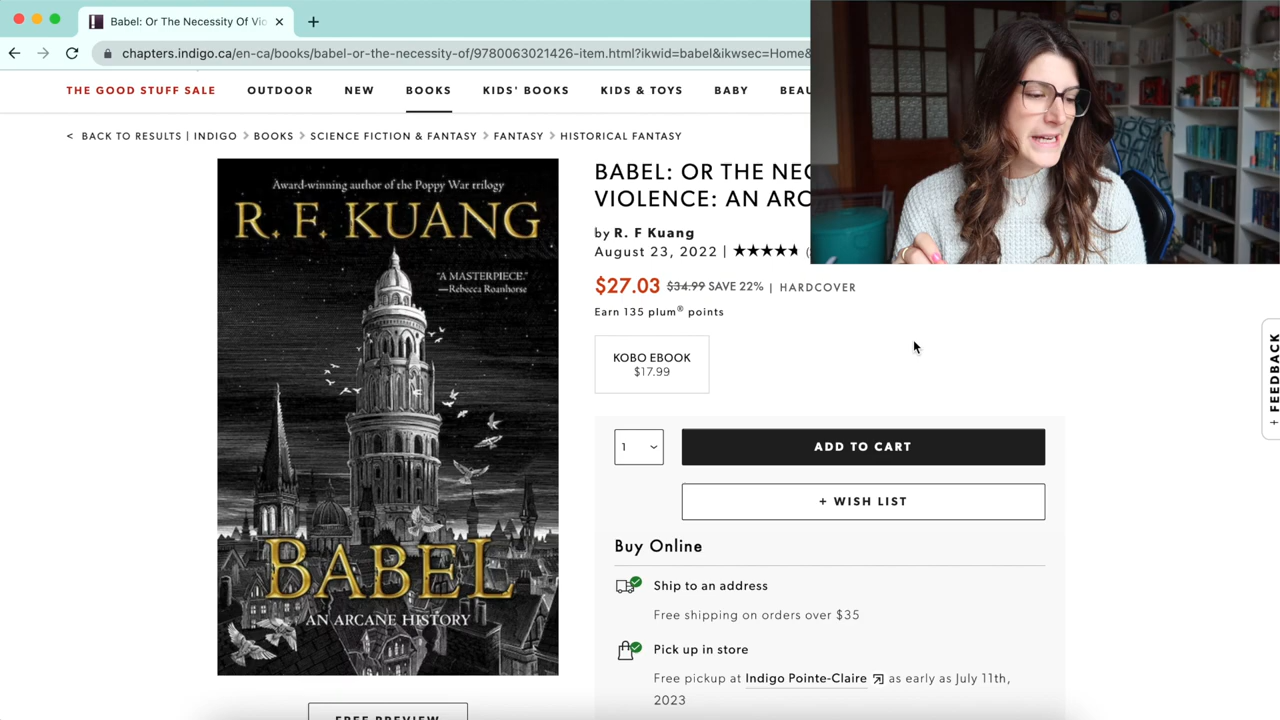 Babel: Or The Necessity Of Vio
chapters.indigo.ca/en-ca/books/babel-or-the-necessity-of/9780063021426-item.html?ikwid=babel&ikwsec=Home&
THE GOOD STUFF SALE OUTDOOR NEW BOOKS KIDS' BOOKS KIDS & TOYS BABY BEAU
< BACK TO RESULTS | INDIGO > BOOKS > SCIENCE FICTION & FANTASY > FANTASY > HISTORICAL FANTASY
Award-winning author of the Poppy War trilogy
R. F. KUANG
"A MASTERPIECE."
—Rebecca Roanhorse
BABEL
AN ARCANE HISTORY
FREE PREVIEW
BABEL: OR THE NEC
VIOLENCE: AN ARC
by R. F Kuang
August 23, 2022 | ★★★★★ (
$27.03 $34.99 SAVE 22% | HARDCOVER
Earn 135 plum® points
KOBO EBOOK
$17.99
1 ADD TO CART
+ WISH LIST
Buy Online
Ship to an address
Free shipping on orders over $35
Pick up in store
Free pickup at Indigo Pointe-Claire as early as July 11th,
2023
+ FEEDBACK